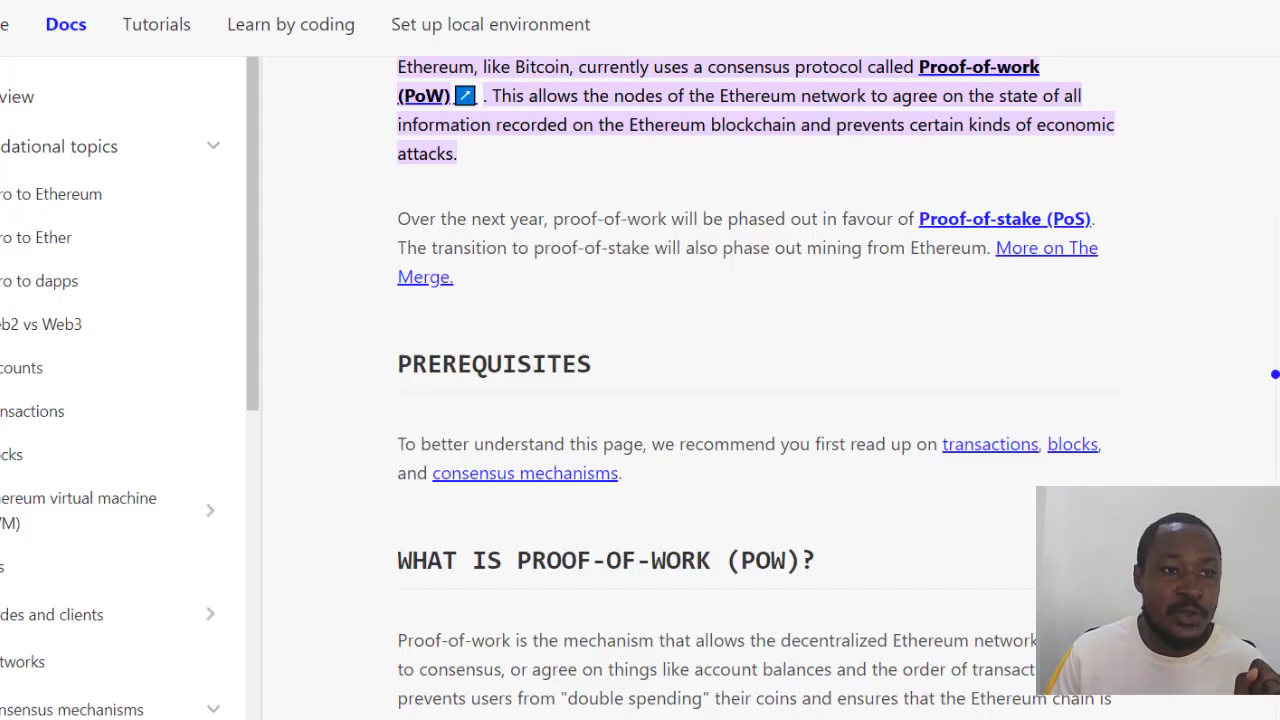 e Docs Tutorials Learn by coding Set up local environment
view
dational topics
ro to Ethereum
ro to Ether
ro to dapps
eb2 vs Web3
counts
nsactions
ocks
hereum virtual machine
VM)
s
des and clients
tworks
nsensus mechanisms
Ethereum, like Bitcoin, currently uses a consensus protocol called Proof-of-work
(PoW) . This allows the nodes of the Ethereum network to agree on the state of all
information recorded on the Ethereum blockchain and prevents certain kinds of economic
attacks.
Over the next year, proof-of-work will be phased out in favour of Proof-of-stake (PoS).
The transition to proof-of-stake will also phase out mining from Ethereum. More on The
Merge.
PREREQUISITES
To better understand this page, we recommend you first read up on transactions, blocks,
and consensus mechanisms.
WHAT IS PROOF-OF-WORK (POW)?
Proof-of-work is the mechanism that allows the decentralized Ethereum network
to consensus, or agree on things like account balances and the order of transact
prevents users from "double spending" their coins and ensures that the Ethereum chain is